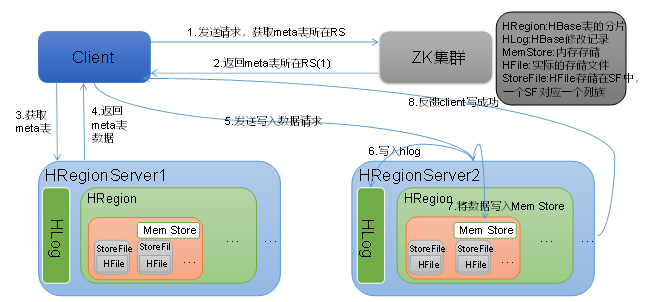 1.发送请求，获取meta表所在RS
Client
ZK集群
2.返回meta表所在RS(1)
HRegion:HBase表的分片
HLog:HBase修改记录
MemStore:内存存储
HFile:实际的存储文件
StoreFile:HFile存储在SF中，
一个SF对应一个列族
8.反馈client写成功
3.获取
meta表
4.返回
meta表
数据
5.发送写入数据请求
6.写入hlog
HRegionServer1
HLog
HRegion
Mem Store
StoreFile
HFile
StoreFil
HFile
...
...
...
HRegionServer2
HLog
HRegion
7.将数据写入Mem Store
Mem Store
StoreFile
HFile
StoreFile
HFile
...
...
...